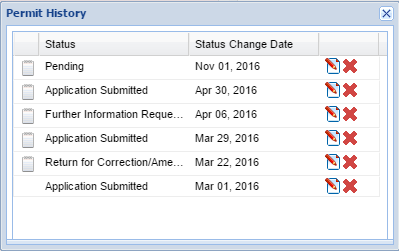 Permit History
Status Status Change Date
Pending Nov 01, 2016
Application Submitted Apr 30, 2016
Further Information Reque... Apr 06, 2016
Application Submitted Mar 29, 2016
Return for Correction/Ame... Mar 22, 2016
Application Submitted Mar 01, 2016